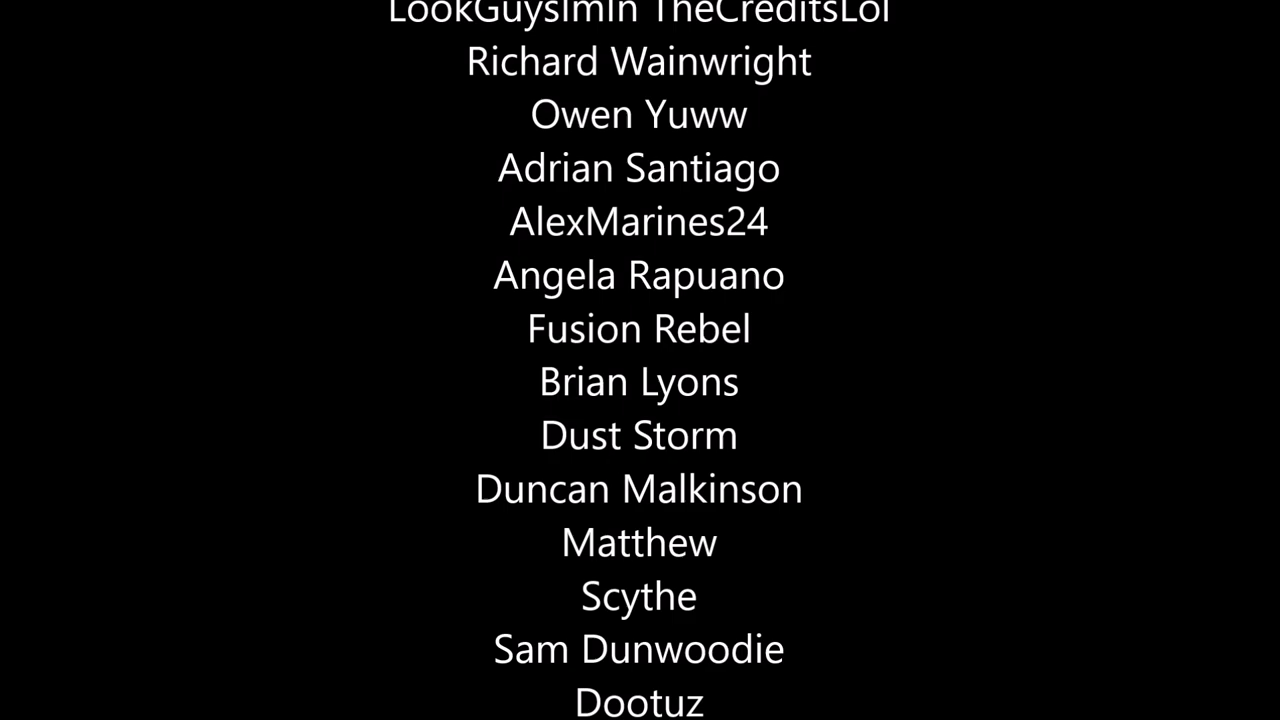 LookGuysImIn TheCreditsLol
Richard Wainwright
Owen Yuww
Adrian Santiago
AlexMarines24
Angela Rapuano
Fusion Rebel
Brian Lyons
Dust Storm
Duncan Malkinson
Matthew
Scythe
Sam Dunwoodie
Dootuz